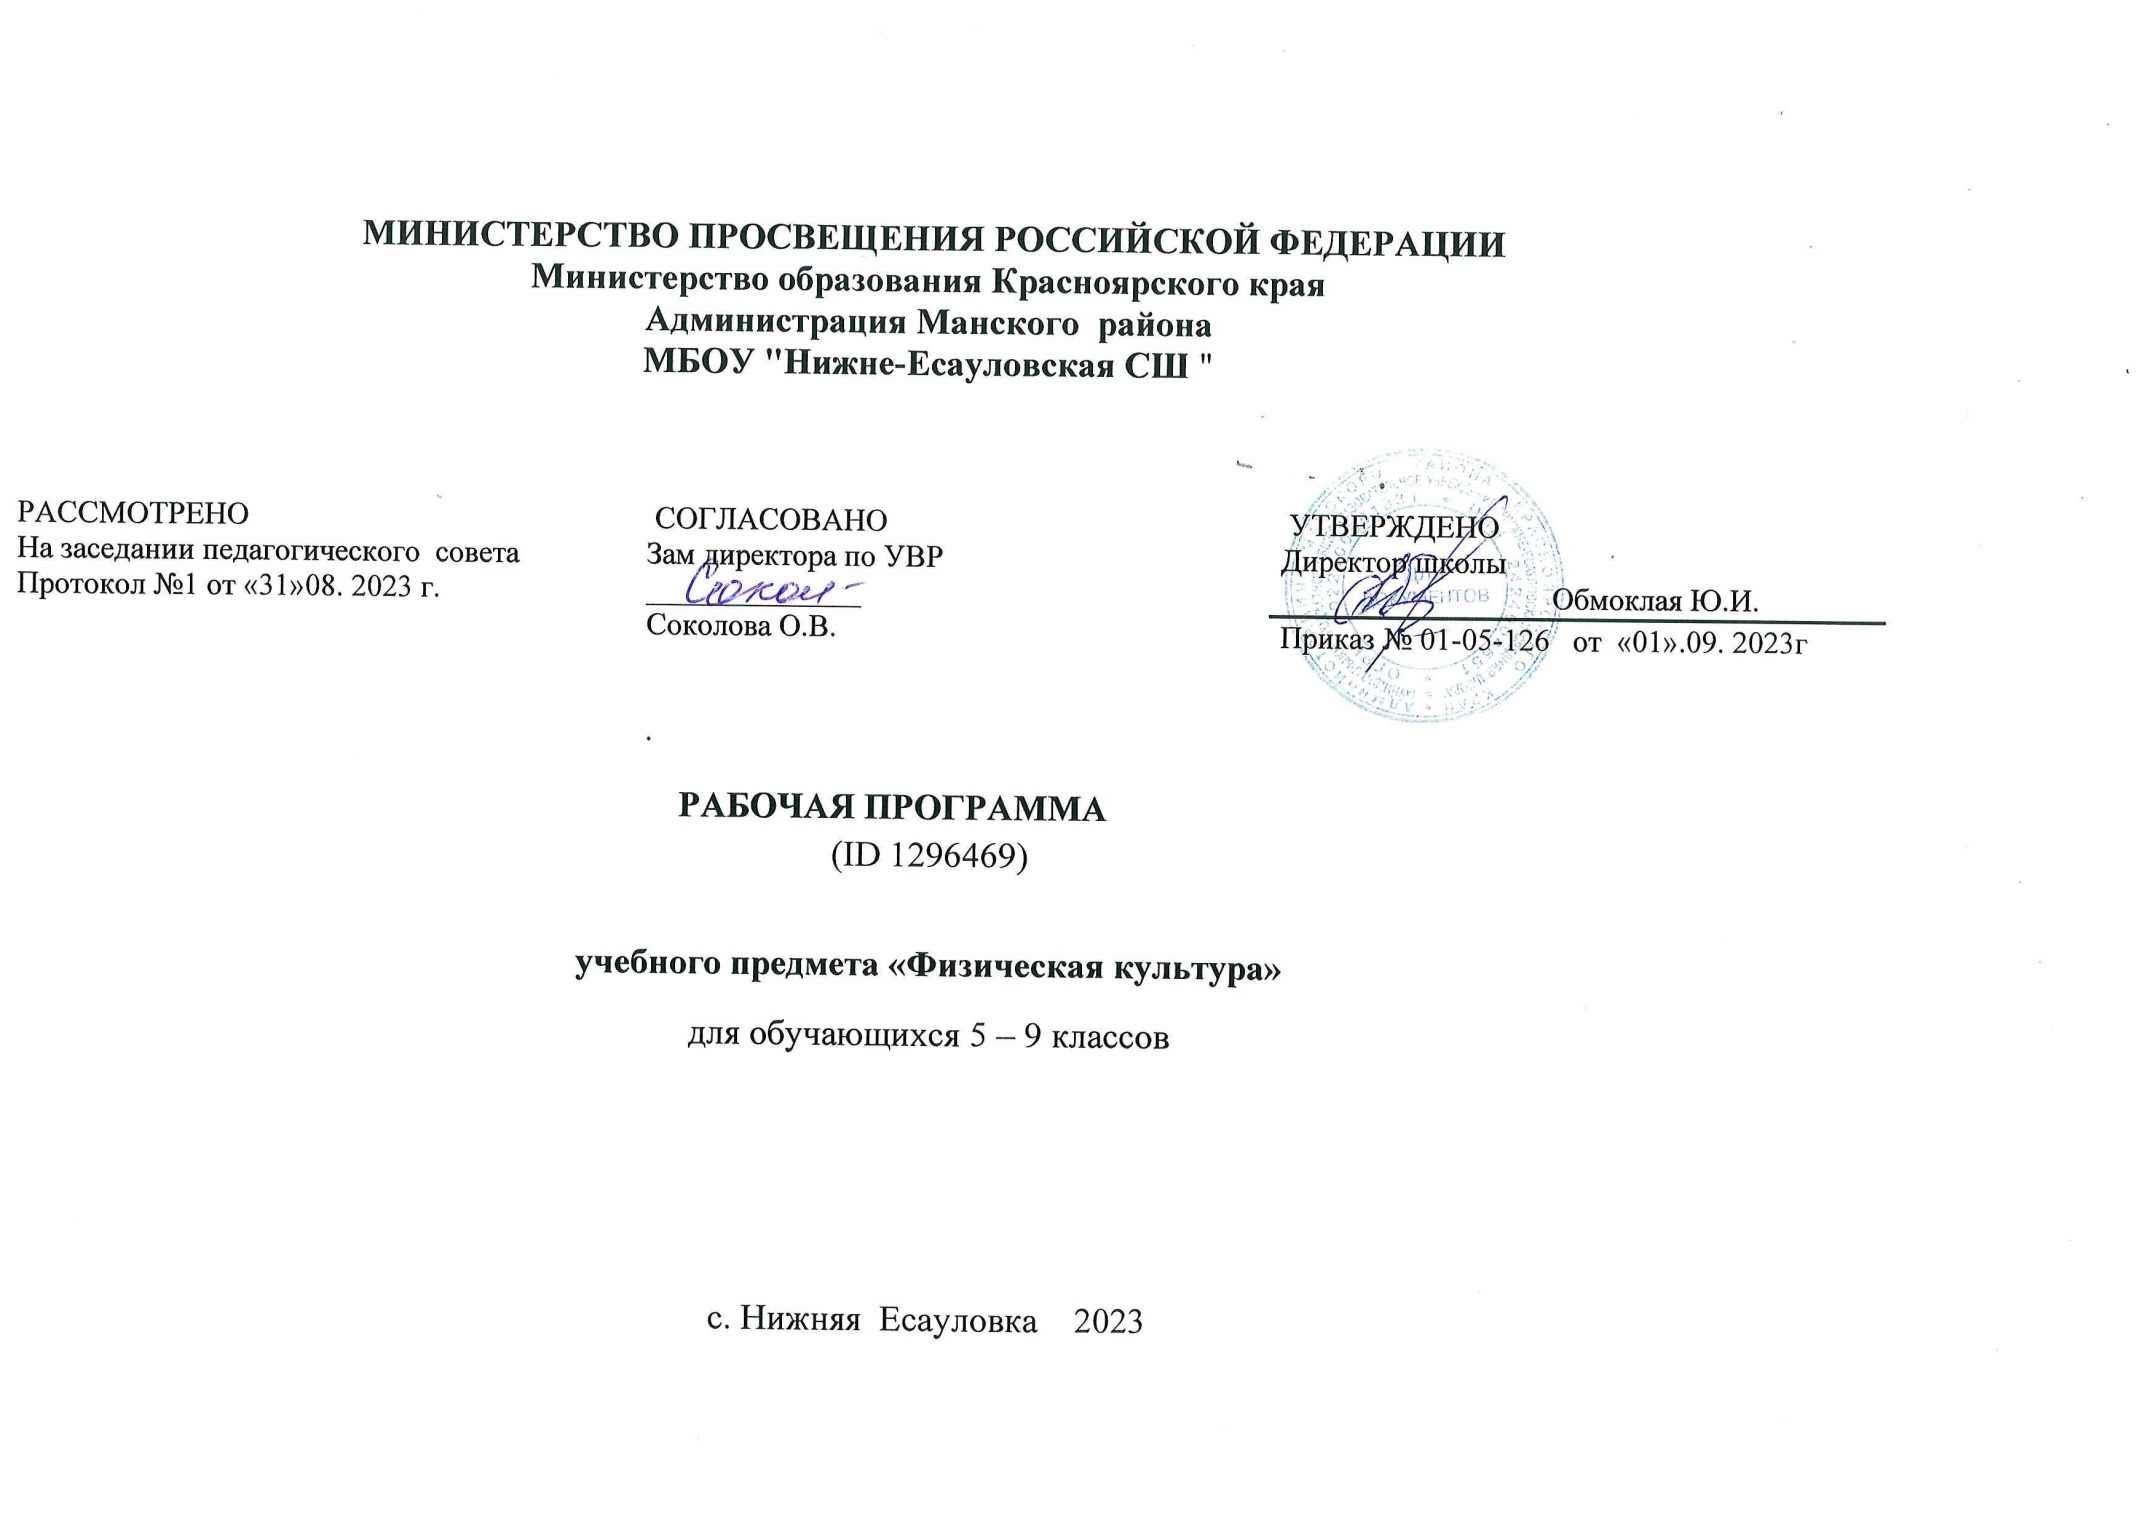 МИНИСТЕРСТВО ПРОСВЕЩЕНИЯ РОССИЙСКОЙ ФЕДЕРАЦИИ
Министерство образования Красноярского края
Администрация Манского района
МБОУ "Нижне-Есауловская СШ "
РАССМОТРЕНО
На заседании педагогического совета
Протокол №1 от «31»08. 2023 г.
СОГЛАСОВАНО
Зам директора по УВР
Соколова О.В.
УТВЕРЖДЕНО
Директор школы
Обмоклая Ю.И.
Приказ № 01-05-126 от «01».09. 2023г
РАБОЧАЯ ПРОГРАММА
(ID 1296469)
учебного предмета «Физическая культура»
для обучающихся 5 – 9 классов
с. Нижняя Есауловка 2023